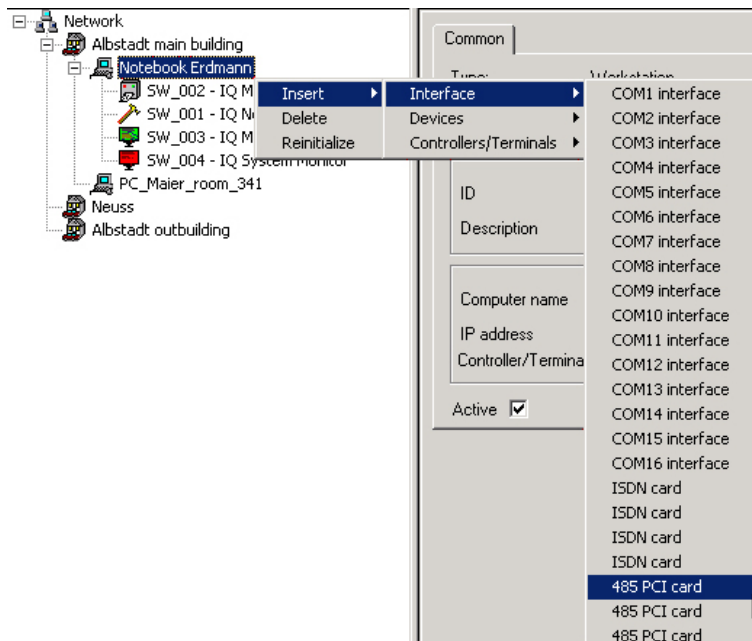 Network
Albstadt main building
Notebook Erdmann
SW_002 - IQ M
SW_001 - IQ N
SW_003 - IQ M
SW_004 - IQ System Monitor
PC_Maier_room_341
Neuss
Albstadt outbuilding
Insert
Delete
Reinitialize
Interface
Devices
Controllers/Terminals
Common
Type: Workstation
ID
Description
Computer name
IP address
Controller/Termina
Active
COM1 interface
COM2 interface
COM3 interface
COM4 interface
COM5 interface
COM6 interface
COM7 interface
COM8 interface
COM9 interface
COM10 interface
COM11 interface
COM12 interface
COM13 interface
COM14 interface
COM15 interface
COM16 interface
ISDN card
ISDN card
ISDN card
ISDN card
485 PCI card
485 PCI card
485 PCI card